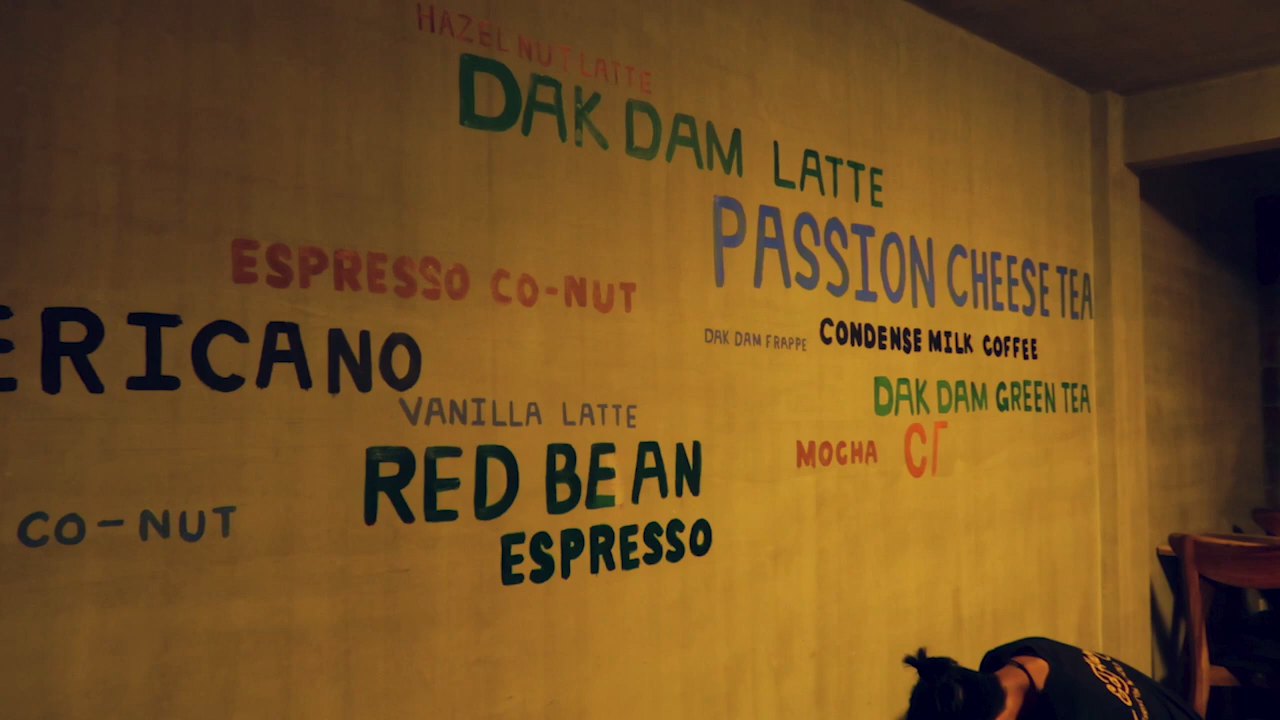 HAZEL NUT LATTE
DAK DAM LATTE
PASSION CHEESE TEA
ESPRESSO CO-NUT
ERICANO
DAK DAM FRAPPE
CONDENSE MILK COFFEE
VANILLA LATTE
DAK DAM GREEN TEA
RED BEAN
MOCHA
CO-NUT
ESPRESSO